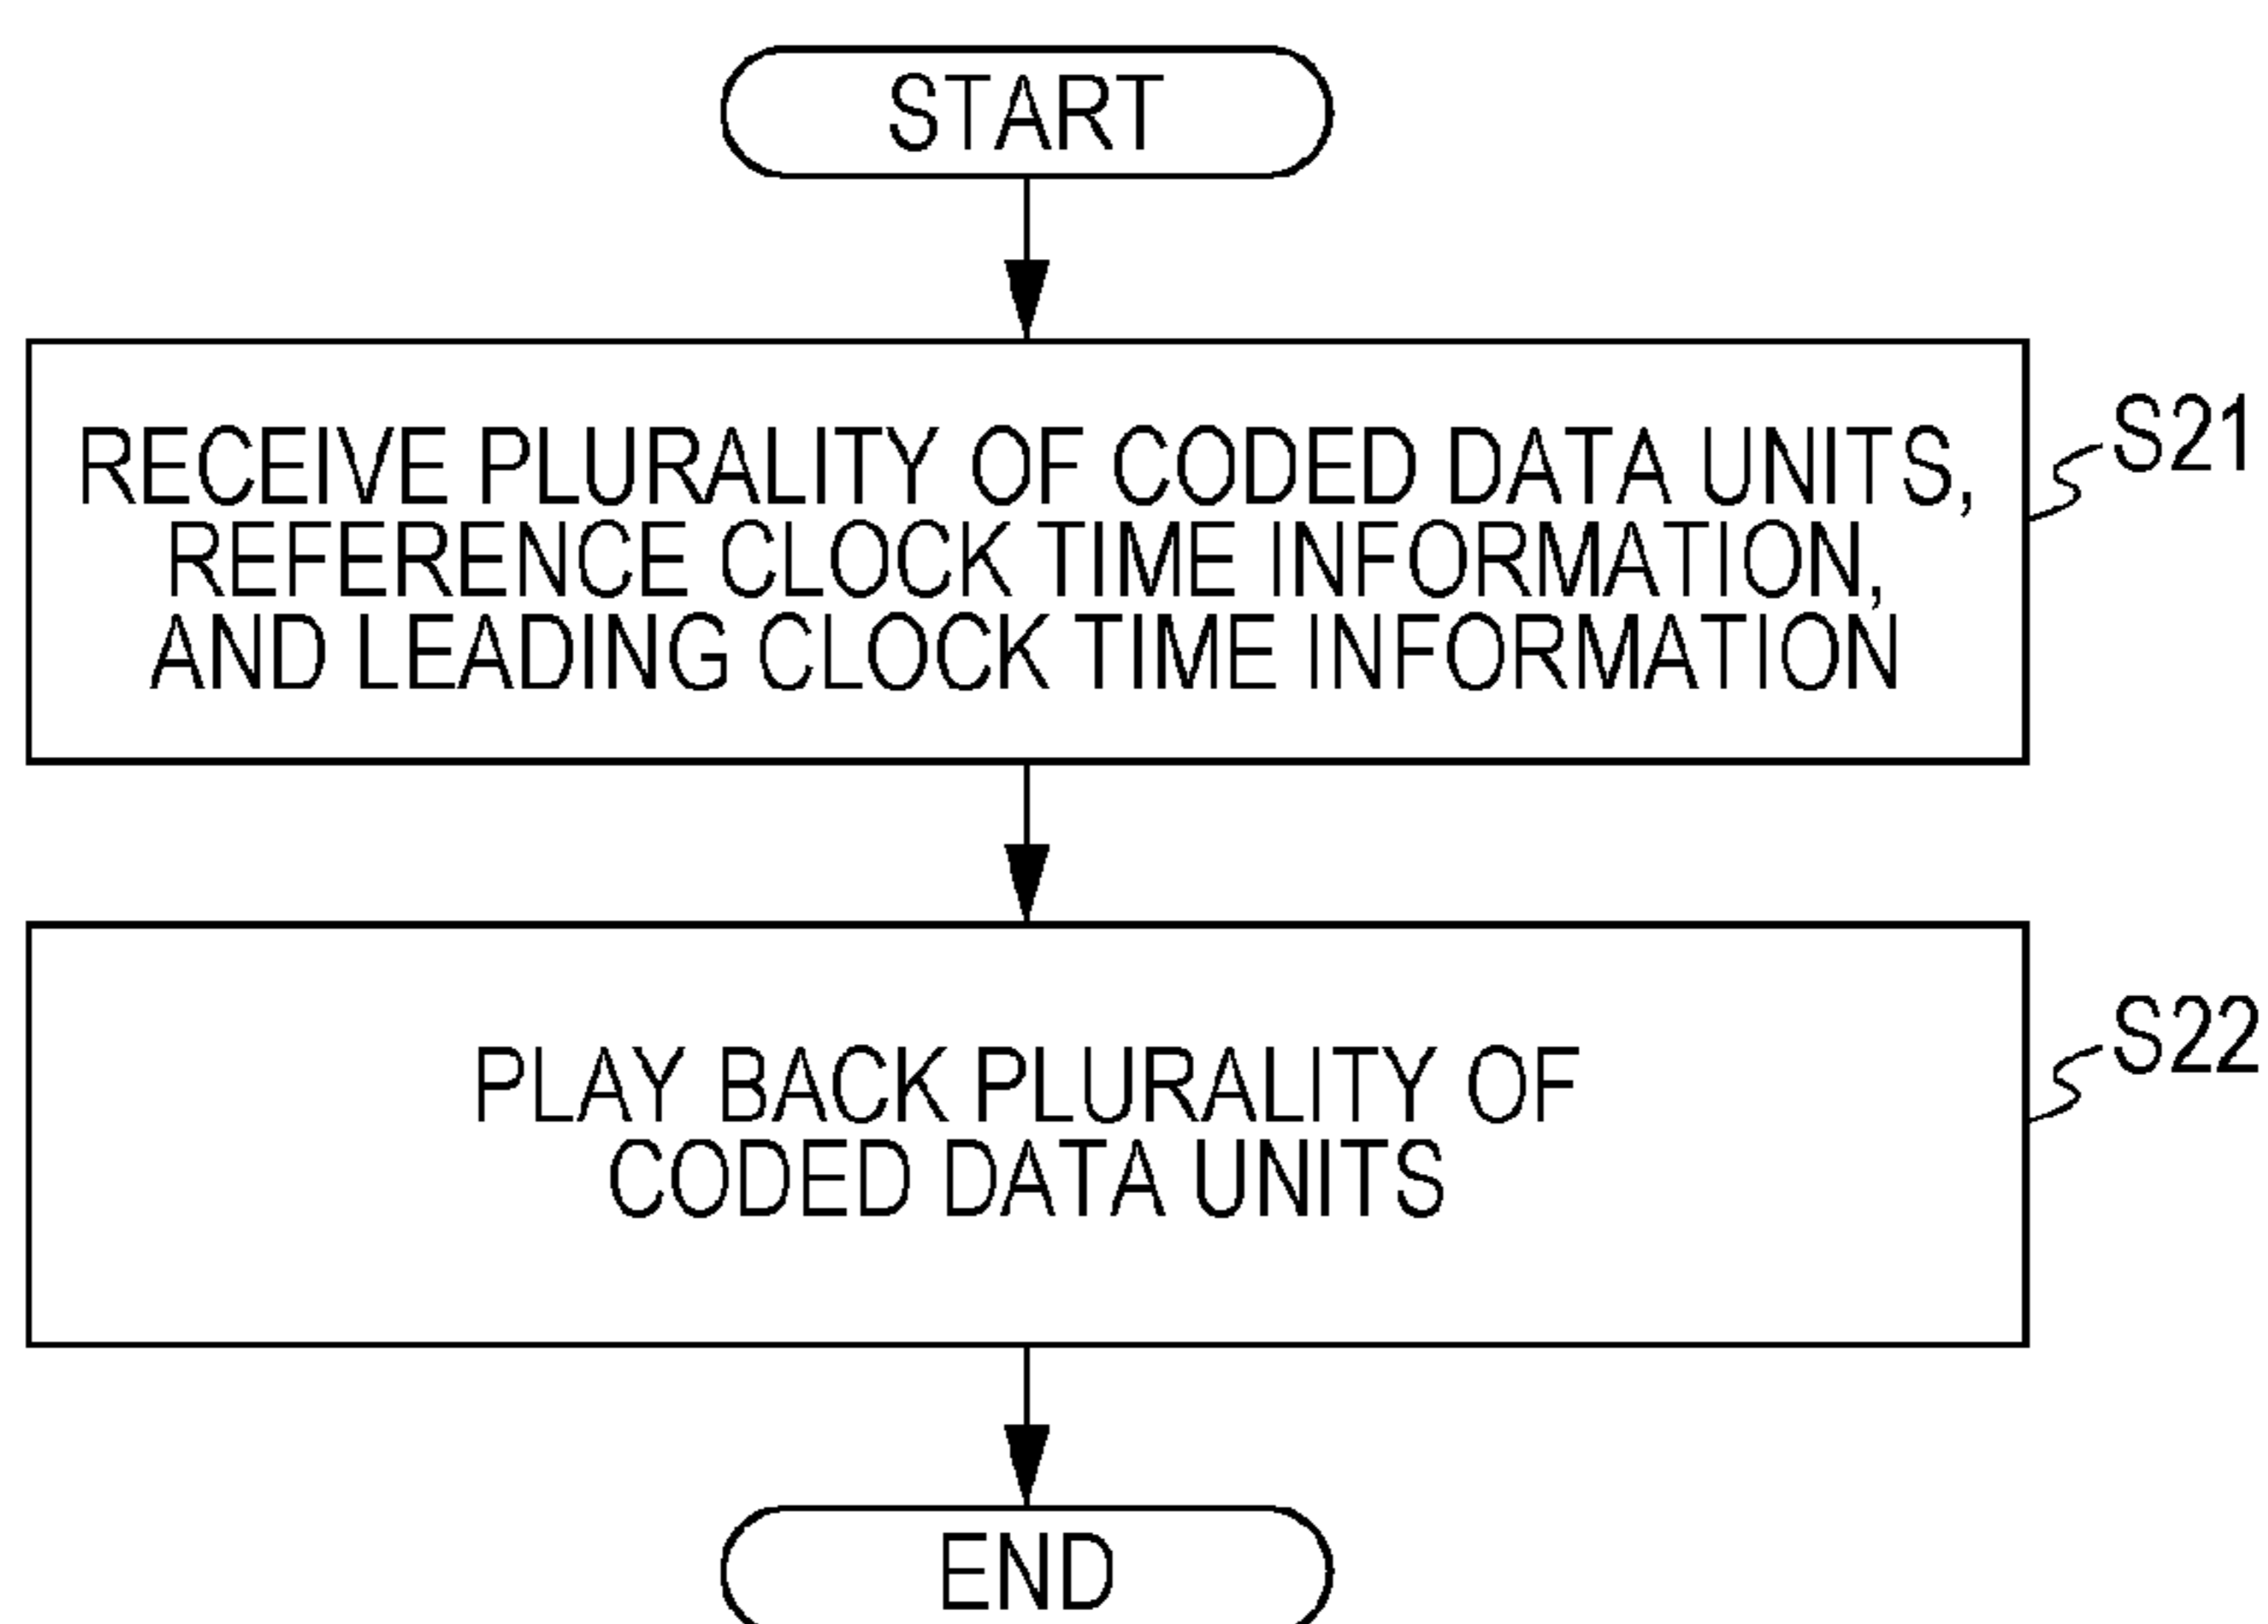 START
RECEIVE PLURALITY OF CODED DATA UNITS,
REFERENCE CLOCK TIME INFORMATION,
AND LEADING CLOCK TIME INFORMATION
S21
PLAY BACK PLURALITY OF
CODED DATA UNITS
S22
END